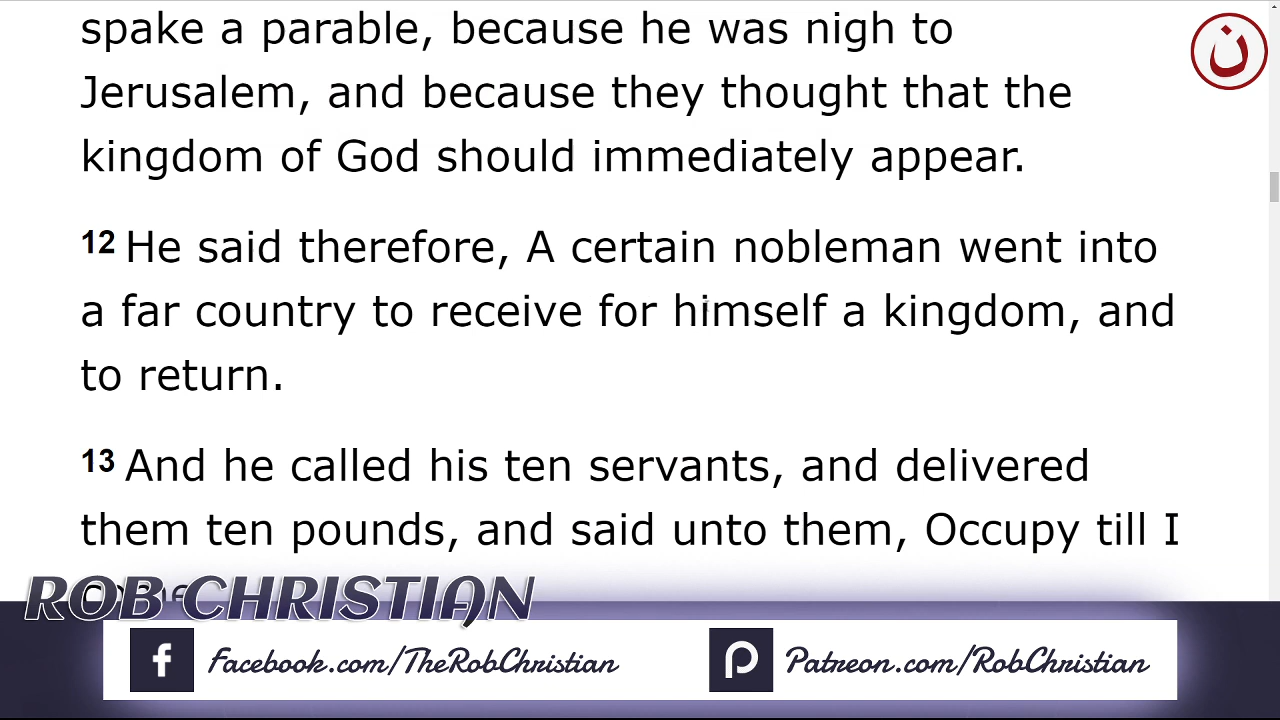 spake a parable, because he was nigh to
Jerusalem, and because they thought that the
kingdom of God should immediately appear.
12 He said therefore, A certain nobleman went into
a far country to receive for himself a kingdom, and
to return.
13 And he called his ten servants, and delivered
them ten pounds, and said unto them, Occupy till I
ROB CHRISTIAN
Facebook.com/TheRobChristian
Patreon.com/RobChristian
ن